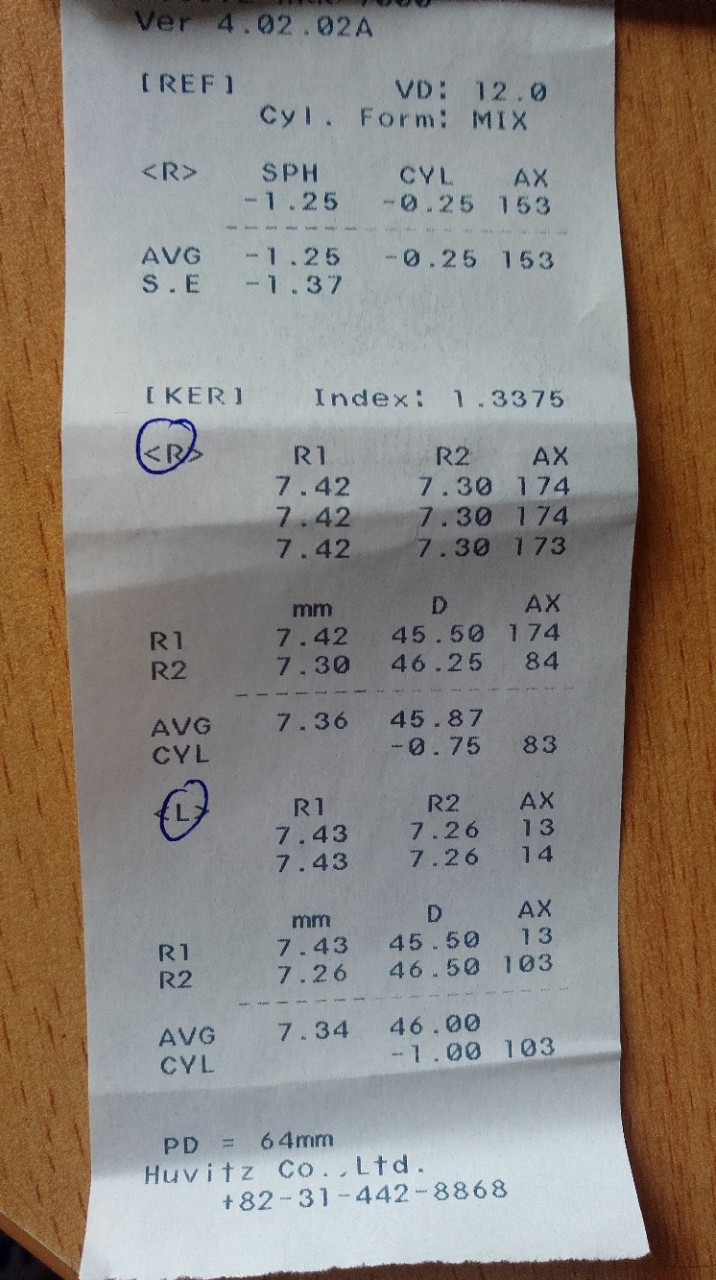 Ver 4.02.02A
[REF] VD: 12.0
Cyl. Form: MIX
<R> SPH CYL AX
-1.25 -0.25 153
AVG -1.25 -0.25 153
S.E -1.37
[KER] Index: 1.3375
<R> R1 R2 AX
7.42 7.30 174
7.42 7.30 174
7.42 7.30 173
mm D AX
R1 7.42 45.50 174
R2 7.30 46.25 84
AVG 7.36 45.87
CYL -0.75 83
<L> R1 R2 AX
7.43 7.26 13
7.43 7.26 14
mm D AX
R1 7.43 45.50 13
R2 7.26 46.50 103
AVG 7.34 46.00
CYL -1.00 103
PD = 64mm
Huvitz Co.,Ltd.
+82-31-442-8868